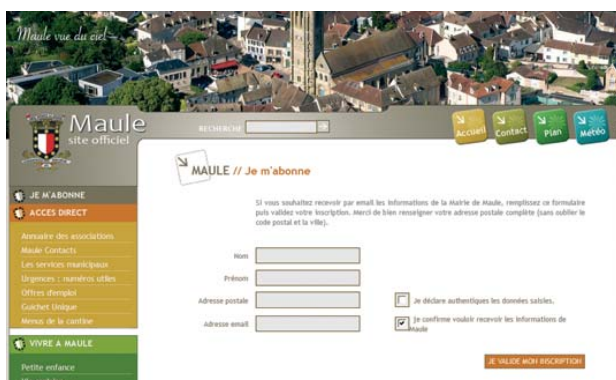 Maule vue du ciel
Maule
site officiel
RECHERCHE
Accueil
Contact
Plan
Météo
MAULE // Je m'abonne
JE M'ABONNE
ACCES DIRECT
Annuaire des associations
Maule Contacts
Les services municipaux
Urgences : numéros utiles
Offres d'emploi
Guichet Unique
Menus de la cantine
VIVRE A MAULE
Petite enfance
Si vous souhaitez recevoir par email les informations de la Mairie de Maule, remplissez ce formulaire
puis validez votre inscription. Merci de bien renseigner votre adresse postale complète (sans oublier le
code postal et la ville).
Nom
Prénom
Adresse postale
Je déclare authentiques les données saisies.
Adresse email
Je confirme vouloir recevoir les informations de
Maule
JE VALIDE MON INSCRIPTION